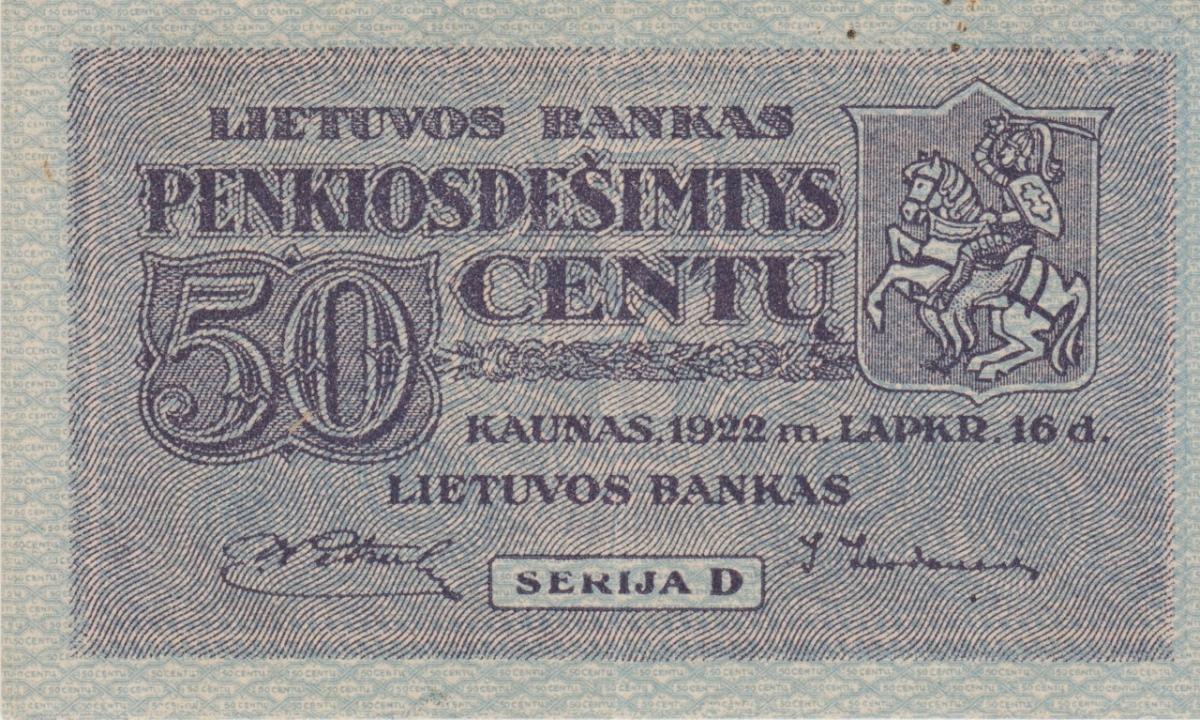 LIETUVOS BANKAS
PENKIOSDEŠIMTYS
50 CENTŲ
KAUNAS, 1922 m. LAPKR. 16 d.
LIETUVOS BANKAS
SERIJA D